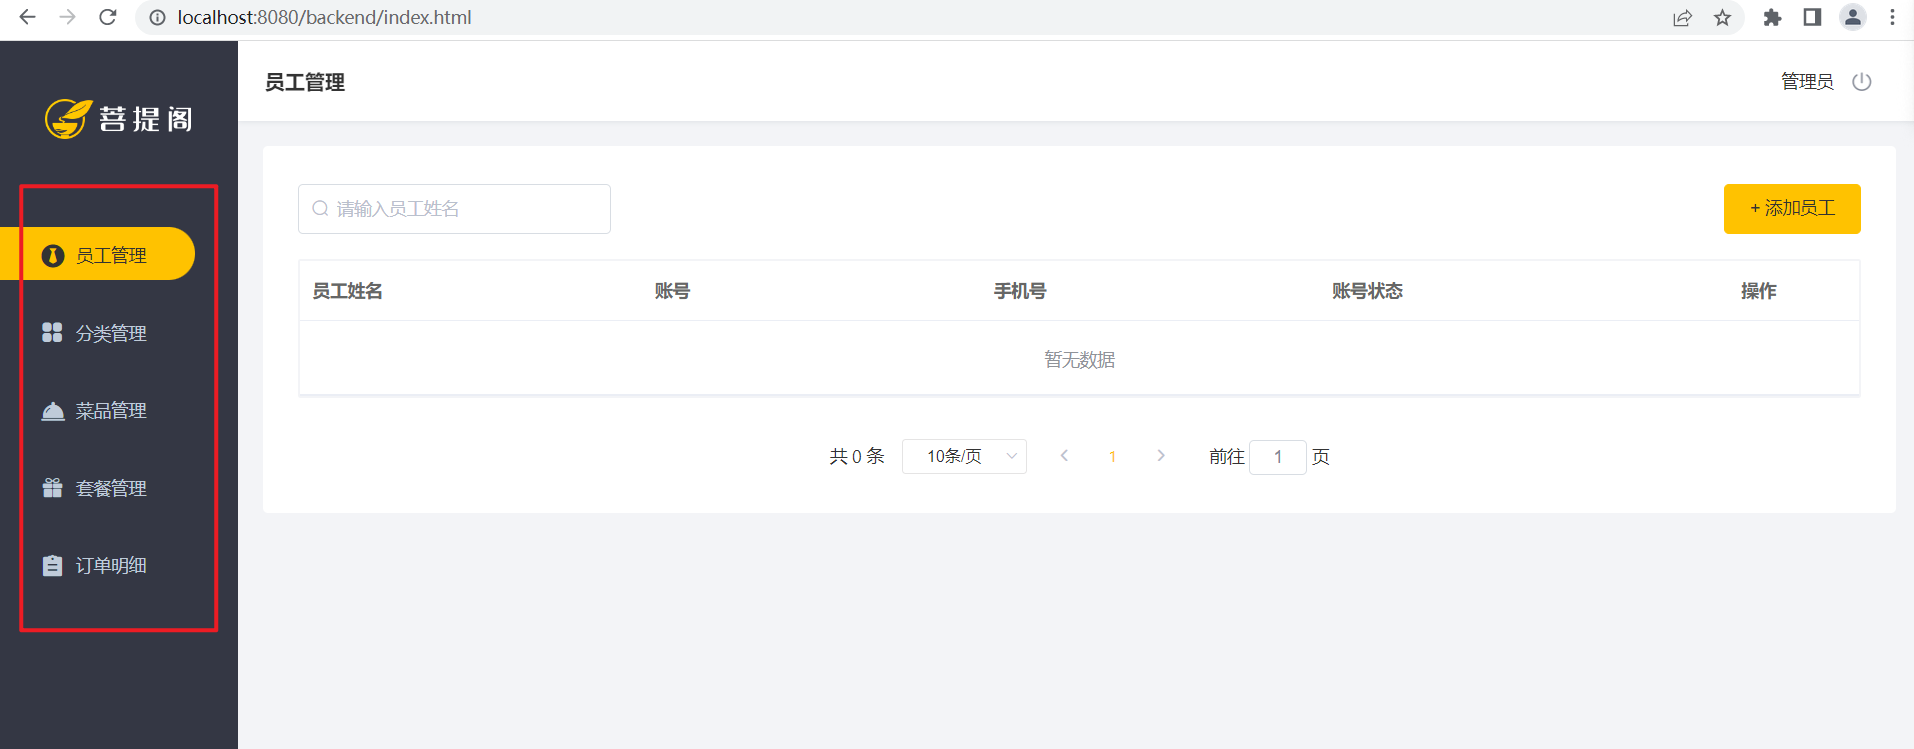 localhost:8080/backend/index.html
菩提阁
员工管理
管理员
员工管理
分类管理
菜品管理
套餐管理
订单明细
请输入员工姓名
+ 添加员工
员工姓名 账号 手机号 账号状态 操作
暂无数据
共 0 条 10条/页 1 前往 1 页